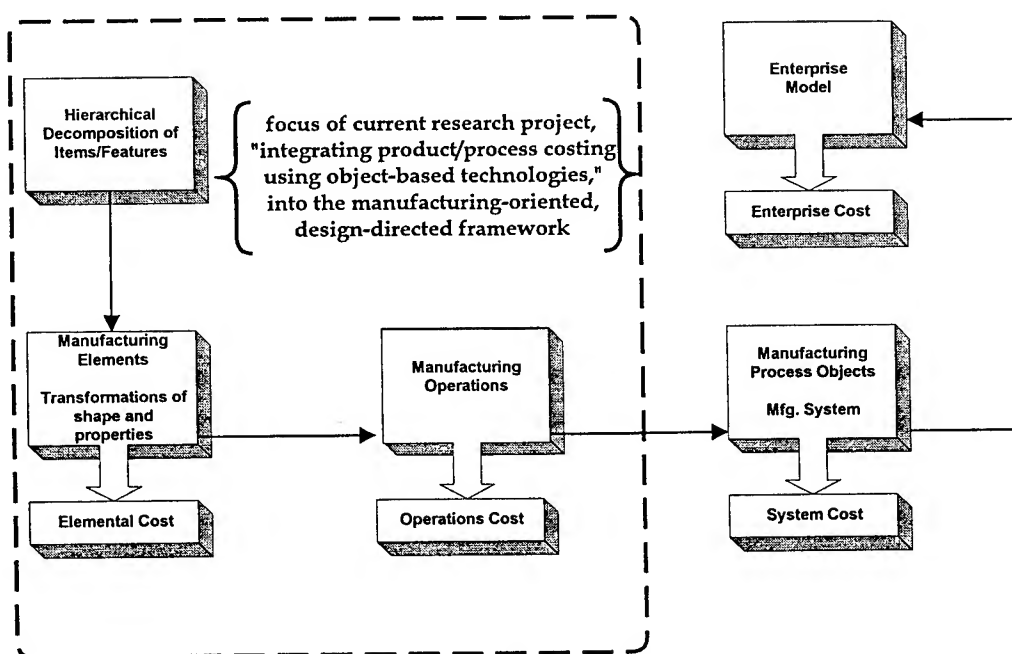 Hierarchical
Decomposition of
Items/Features
focus of current research project,
"integrating product/process costing
using object-based technologies,"
into the manufacturing-oriented,
design-directed framework
Enterprise
Model
Enterprise Cost
Manufacturing
Elements
Transformations of
shape and
properties
Elemental Cost
Manufacturing
Operations
Operations Cost
Manufacturing
Process Objects
Mfg. System
System Cost